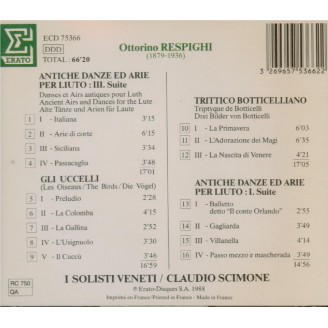 ERATO
ECD 75366
DDD
TOTAL : 66'20
Ottorino RESPIGHI
(1879-1936)
3 269657 536622
ANTICHE DANZE ED ARIE
PER LIUTO : III. Suite
Danses et Airs antiques pour Luth
Ancient Airs and Dances for the Lute
Alte Tänze und Arien für Laute
1 I - Italiana 3'15
2 II - Arie di corte 6'15
3 III - Siciliana 3'34
4 IV - Passacaglia 3'48
17'01
GLI UCCELLI
(Les Oiseaux / The Birds / Die Vögel)
5 I - Preludio 2'28
6 II - La Colomba 4'15
7 III - La Gallina 2'51
8 IV - L'Usignuolo 3'30
9 V - Il Cuccù 3'46
16'59
TRITTICO BOTTICELLIANO
Triptyque de Botticelli
Drei Bilder von Botticelli
10 I - La Primavera 6'03
11 II - L'Adorazione dei Magi 6'35
12 III - La Nascita di Venere 4'21
17'05
ANTICHE DANZE ED ARIE
PER LIUTO : I. Suite
13 I - Balletto
detto "Il conto Orlando" 2'55
14 II - Gagliarda 3'49
15 III - Villanella 4'14
16 IV - Passo mezzo e mascherada 3'49
14'56
RC 750
QA
I SOLISTI VENETI / CLAUDIO SCIMONE
℗ Erato-Disques S.A. 1988
Imprimé en France/Printed in France - Made in France